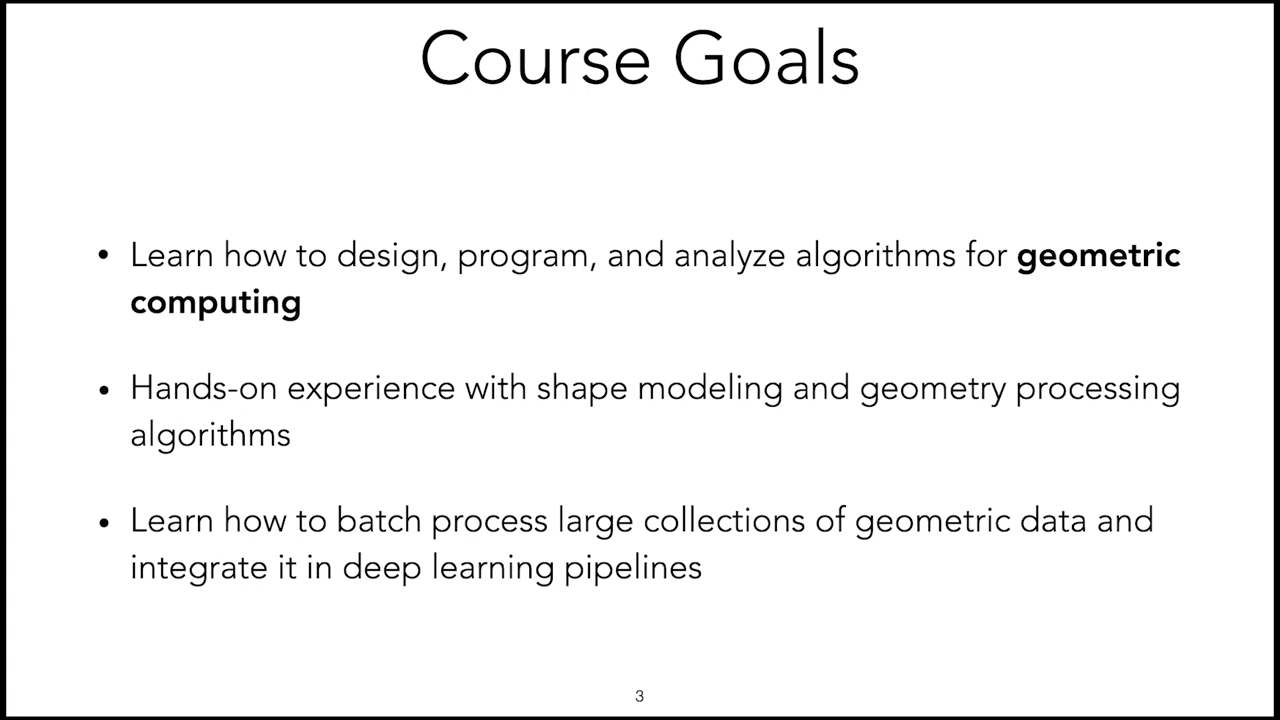 Course Goals
• Learn how to design, program, and analyze algorithms for geometric
computing
• Hands-on experience with shape modeling and geometry processing
algorithms
• Learn how to batch process large collections of geometric data and
integrate it in deep learning pipelines
3